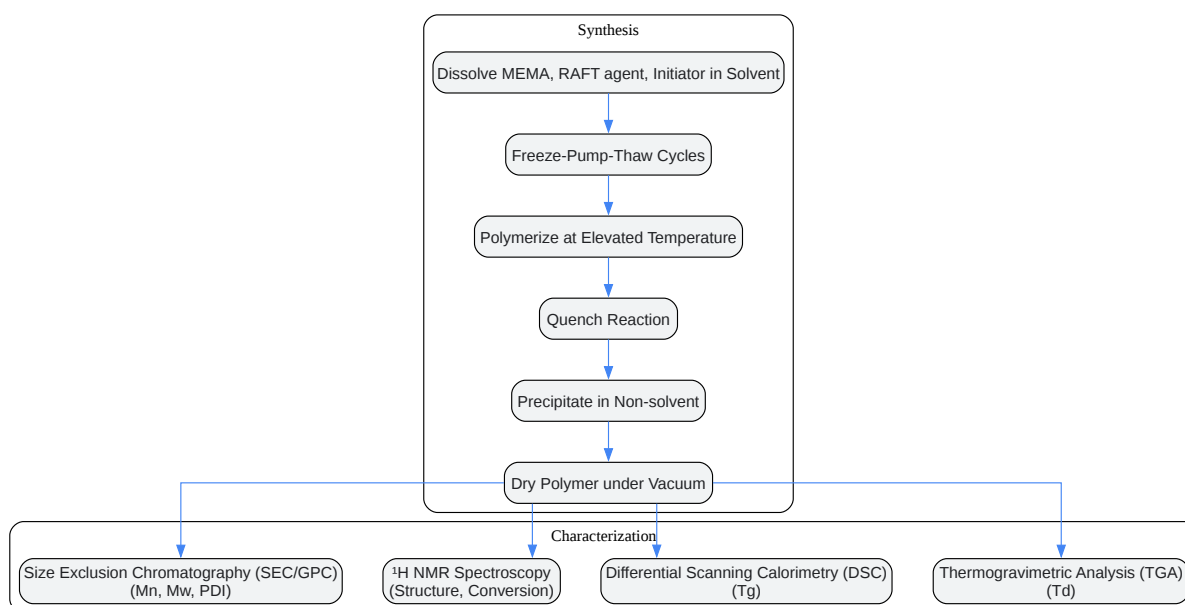 Synthesis
Dissolve MEMA, RAFT agent, Initiator in Solvent
Freeze-Pump-Thaw Cycles
Polymerize at Elevated Temperature
Quench Reaction
Precipitate in Non-solvent
Dry Polymer under Vacuum
Characterization
Size Exclusion Chromatography (SEC/GPC)
(Mn, Mw, PDI)
¹H NMR Spectroscopy
(Structure, Conversion)
Differential Scanning Calorimetry (DSC)
(Tg)
Thermogravimetric Analysis (TGA)
(Td)